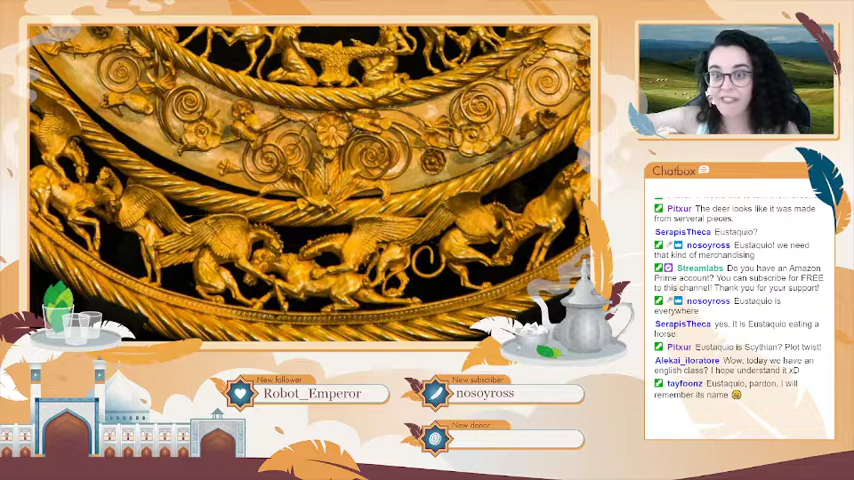 Chatbox
Pitxur The deer looks like it was made
from serveral pieces.
SerapisTheca Eustaquio?
nosoyross Eustaquio! we need
that kind of merchandising
Streamlabs Do you have an Amazon
Prime account? You can subscribe for FREE
to this channel! Thank you for your support!
nosoyross Eustaquio is
everywhere
SerapisTheca yes, it is Eustaquio eating a
horse.
Pitxur Eustaquio is Scythian? Plot twist!
Alekai_iloratore Wow, today we have an
english class? I hope understand it xD
tayfoonz Eustaquio, pardon, I will
remember its name
New follower
Robot_Emperor
New subscriber
nosoyross
New donor